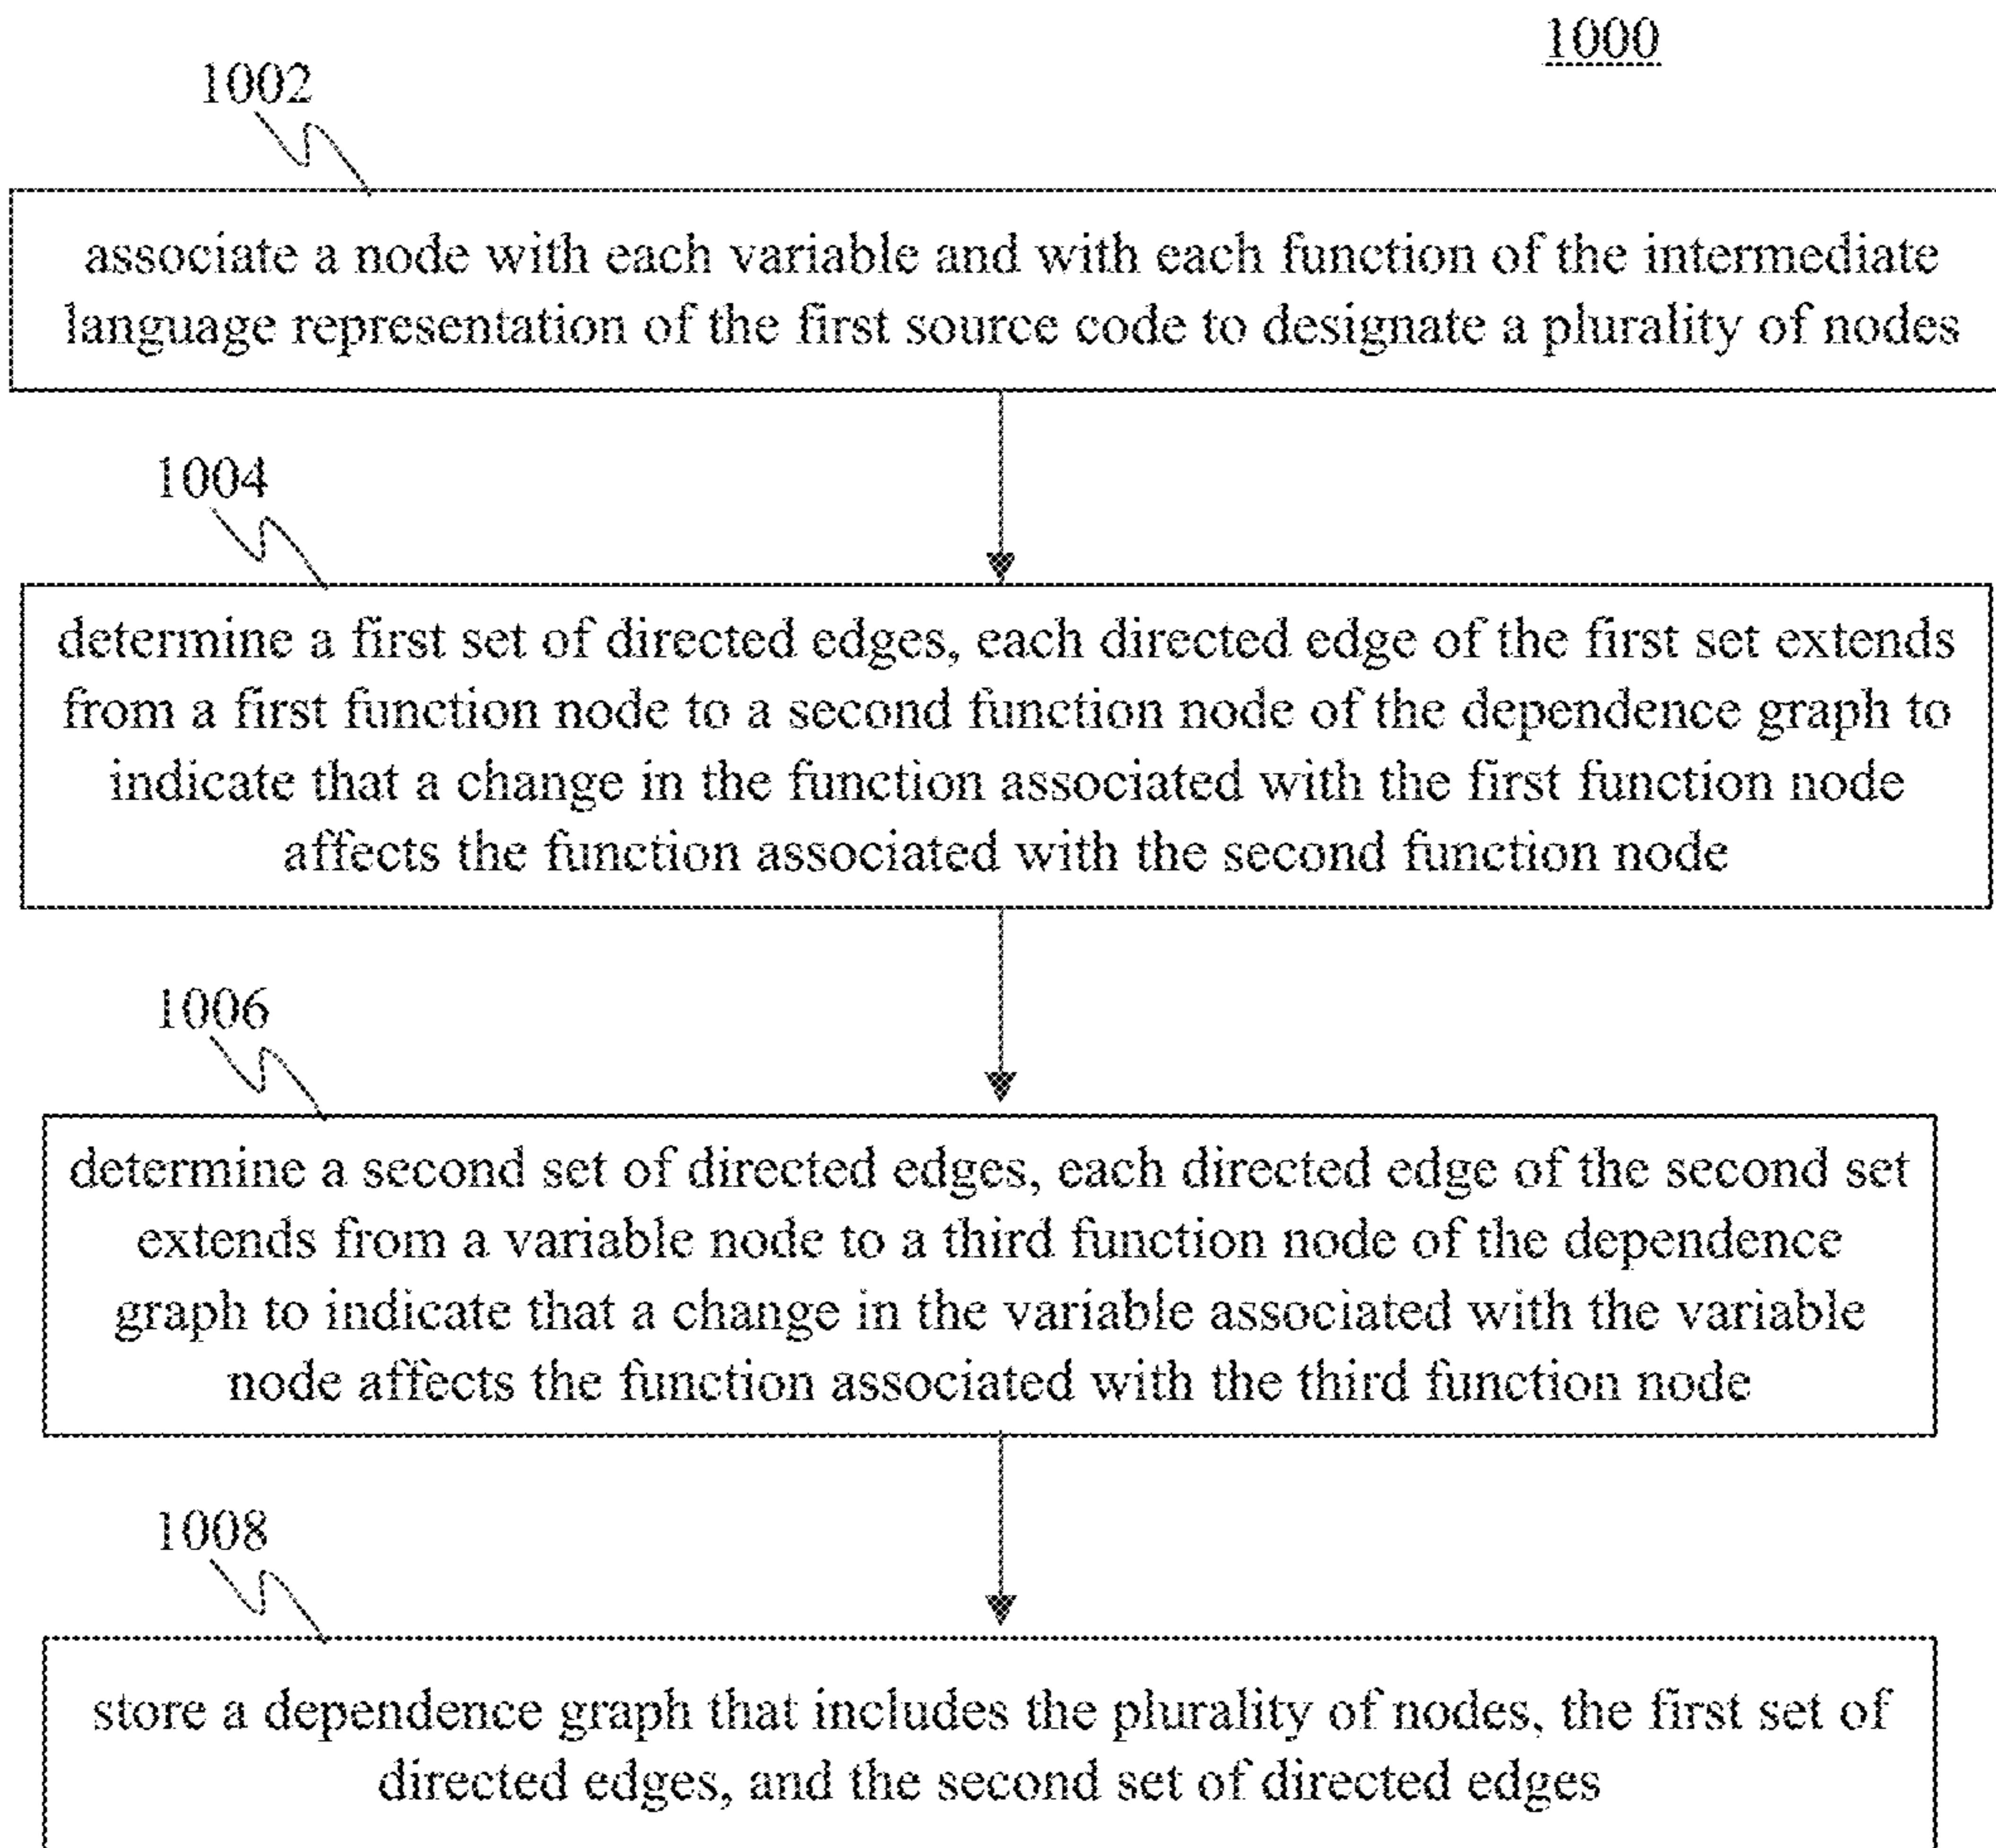 1000
1002
associate a node with each variable and with each function of the intermediate
language representation of the first source code to designate a plurality of nodes
1004
determine a first set of directed edges, each directed edge of the first set extends
from a first function node to a second function node of the dependence graph to
indicate that a change in the function associated with the first function node
affects the function associated with the second function node
1006
determine a second set of directed edges, each directed edge of the second set
extends from a variable node to a third function node of the dependence
graph to indicate that a change in the variable associated with the variable
node affects the function associated with the third function node
1008
store a dependence graph that includes the plurality of nodes, the first set of
directed edges, and the second set of directed edges